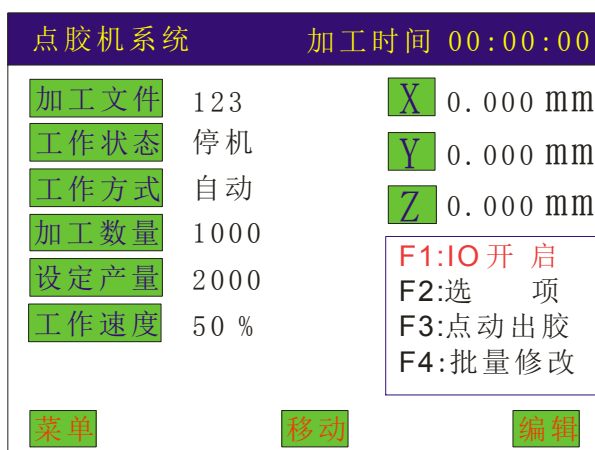 点胶机系统 加工时间 00:00:00
加工文件 123
工作状态 停机
工作方式 自动
加工数量 1000
设定产量 2000
工作速度 50 %
X 0.000 mm
Y 0.000 mm
Z 0.000 mm
F1:IO开 启
F2:选 项
F3:点动出胶
F4:批量修改
菜单 移动 编辑